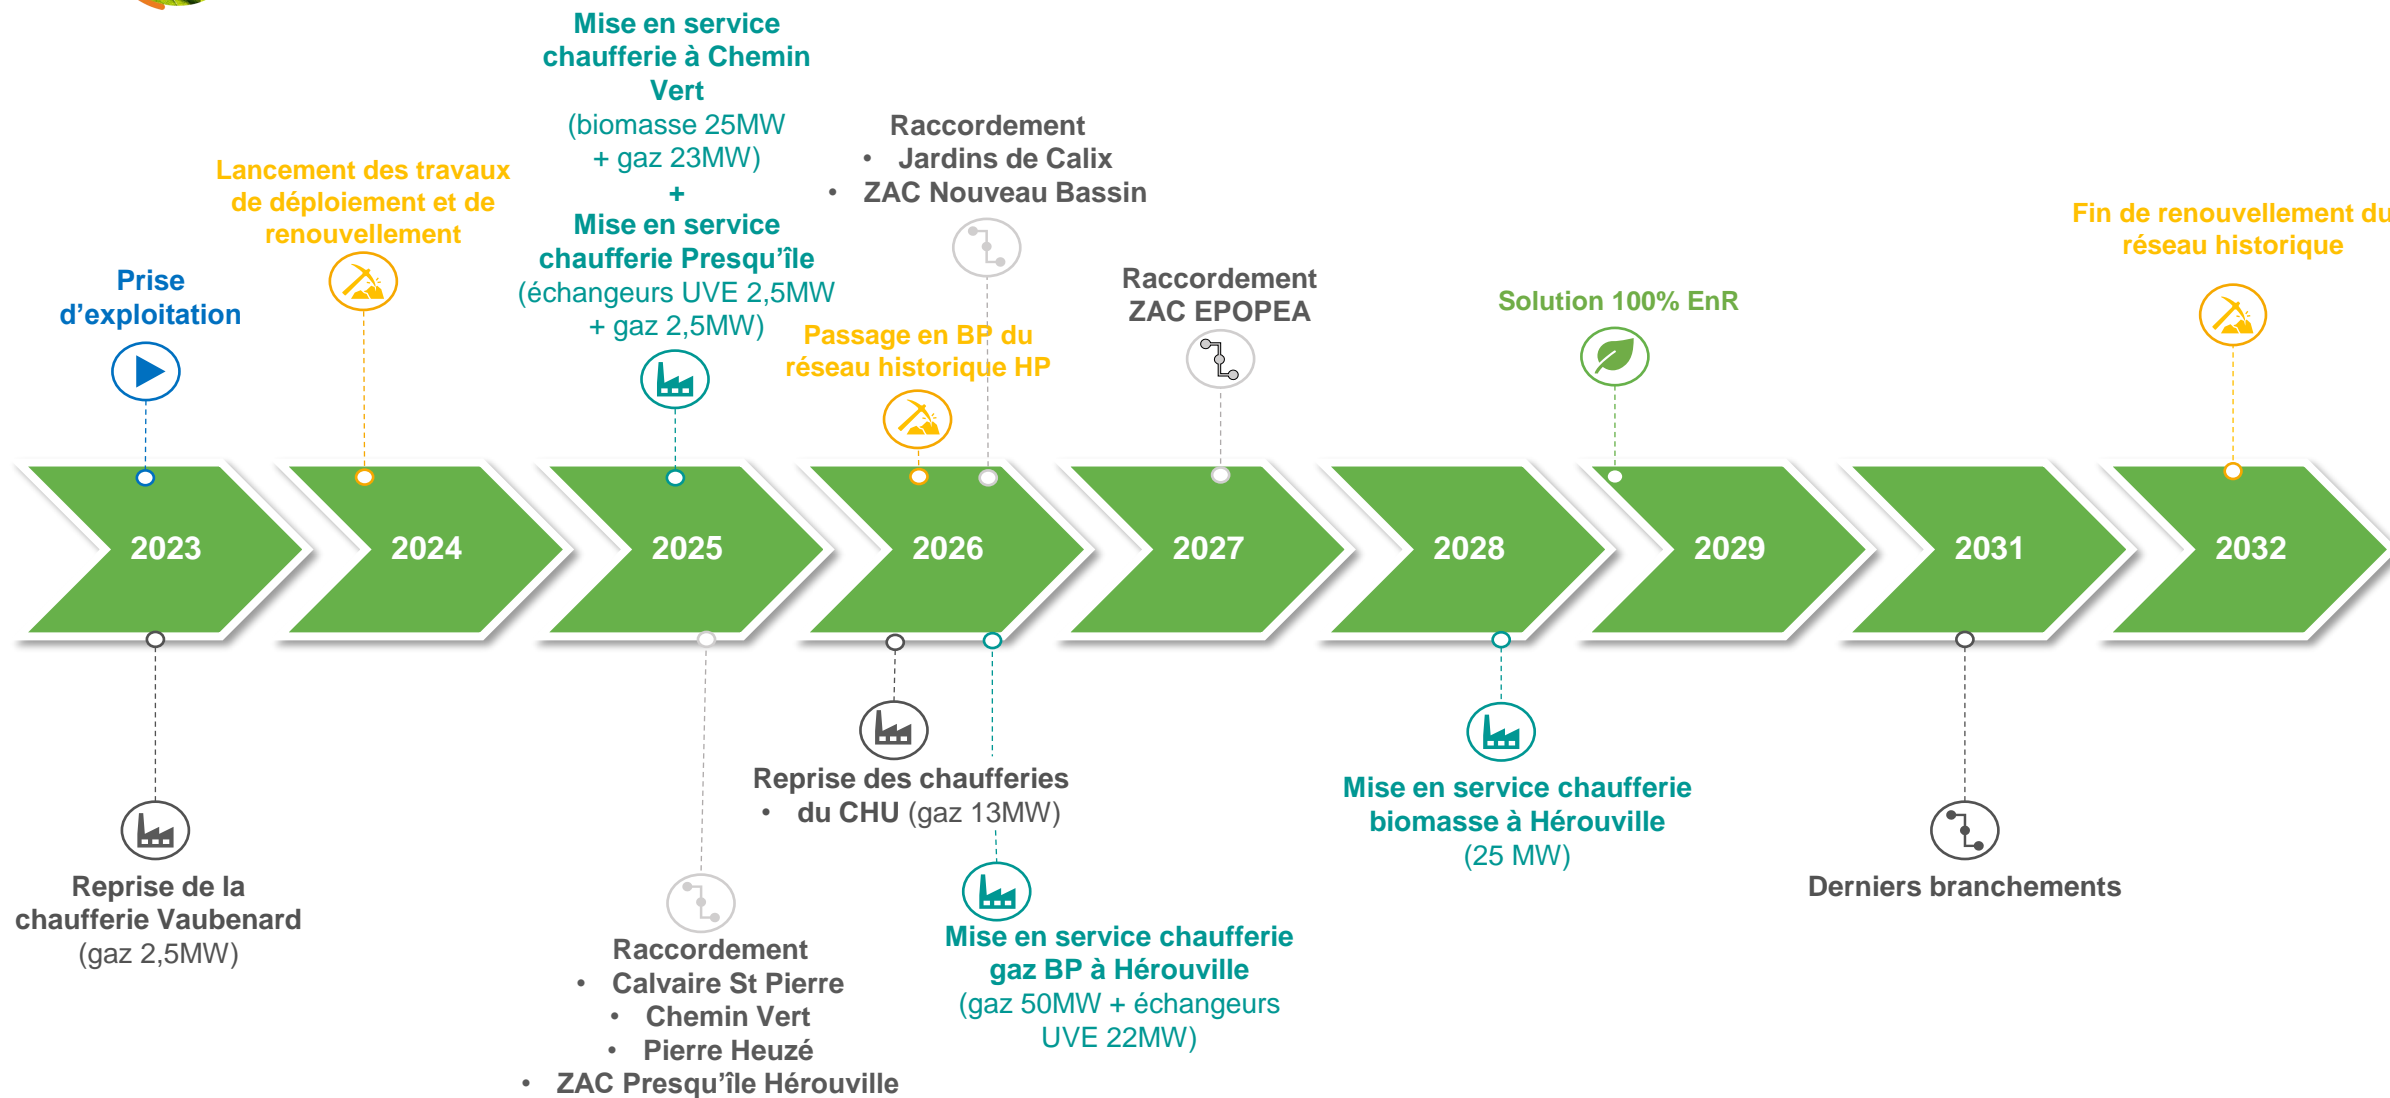 Mise en service
chaufferie à Chemin
Vert
(biomasse 25MW
+ gaz 23MW)
+
Mise en service
chaufferie Presqu’île
(échangeurs UVE 2,5MW
+ gaz 2,5MW)
Raccordement
• Jardins de Calix
• ZAC Nouveau Bassin
Lancement des travaux
de déploiement et de
renouvellement
Prise
d’exploitation
Passage en BP du
réseau historique HP
Raccordement
ZAC EPOPEA
Solution 100% EnR
Fin de renouvellement du
réseau historique
2023
2024
2025
2026
2027
2028
2029
2031
2032
Reprise de la
chaufferie Vaubenard
(gaz 2,5MW)
Raccordement
• Calvaire St Pierre
• Chemin Vert
• Pierre Heuzé
• ZAC Presqu’île Hérouville
Reprise des chaufferies
• du CHU (gaz 13MW)
Mise en service chaufferie
gaz BP à Hérouville
(gaz 50MW + échangeurs
UVE 22MW)
Mise en service chaufferie
biomasse à Hérouville
(25 MW)
Derniers branchements